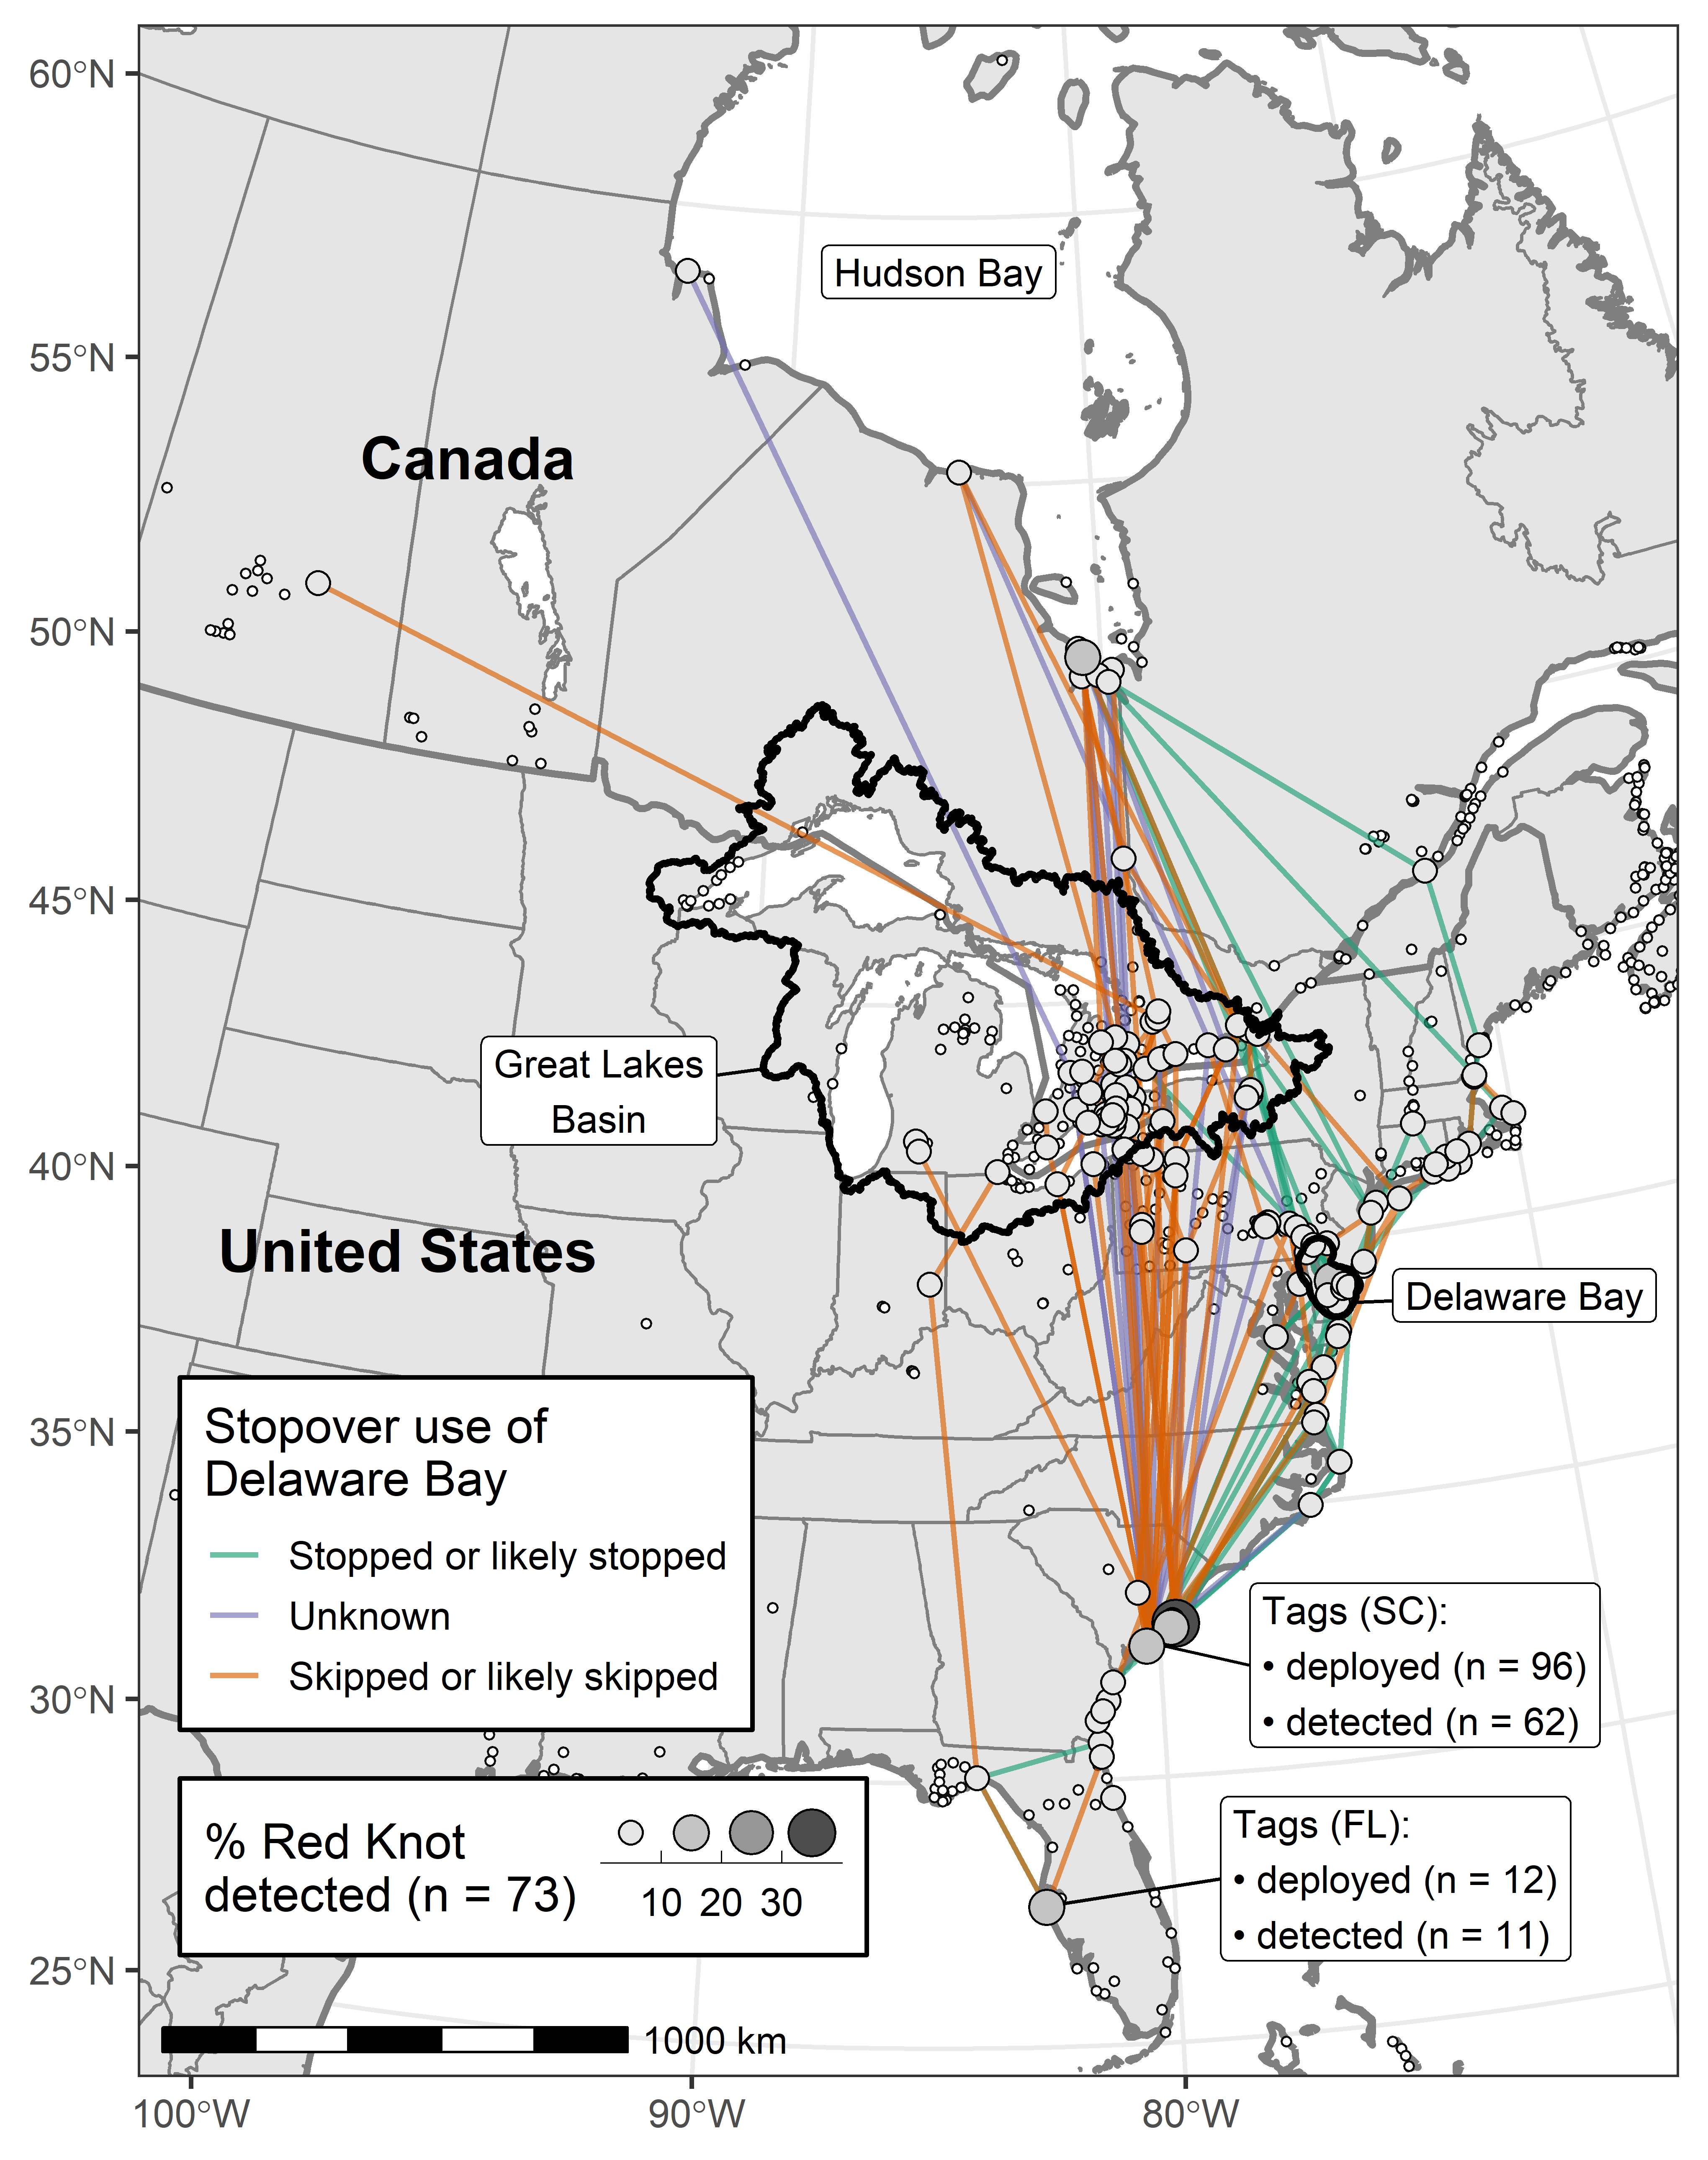 60°N
55°N
50°N
45°N
40°N
35°N
30°N
25°N
100°W
90°W
80°W
Hudson Bay
Canada
Great Lakes
Basin
United States
Delaware Bay
Stopover use of
Delaware Bay
Stopped or likely stopped
Unknown
Skipped or likely skipped
Tags (SC):
• deployed (n = 96)
• detected (n = 62)
Tags (FL):
• deployed (n = 12)
• detected (n = 11)
% Red Knot
detected (n = 73)
10 20 30
1000 km